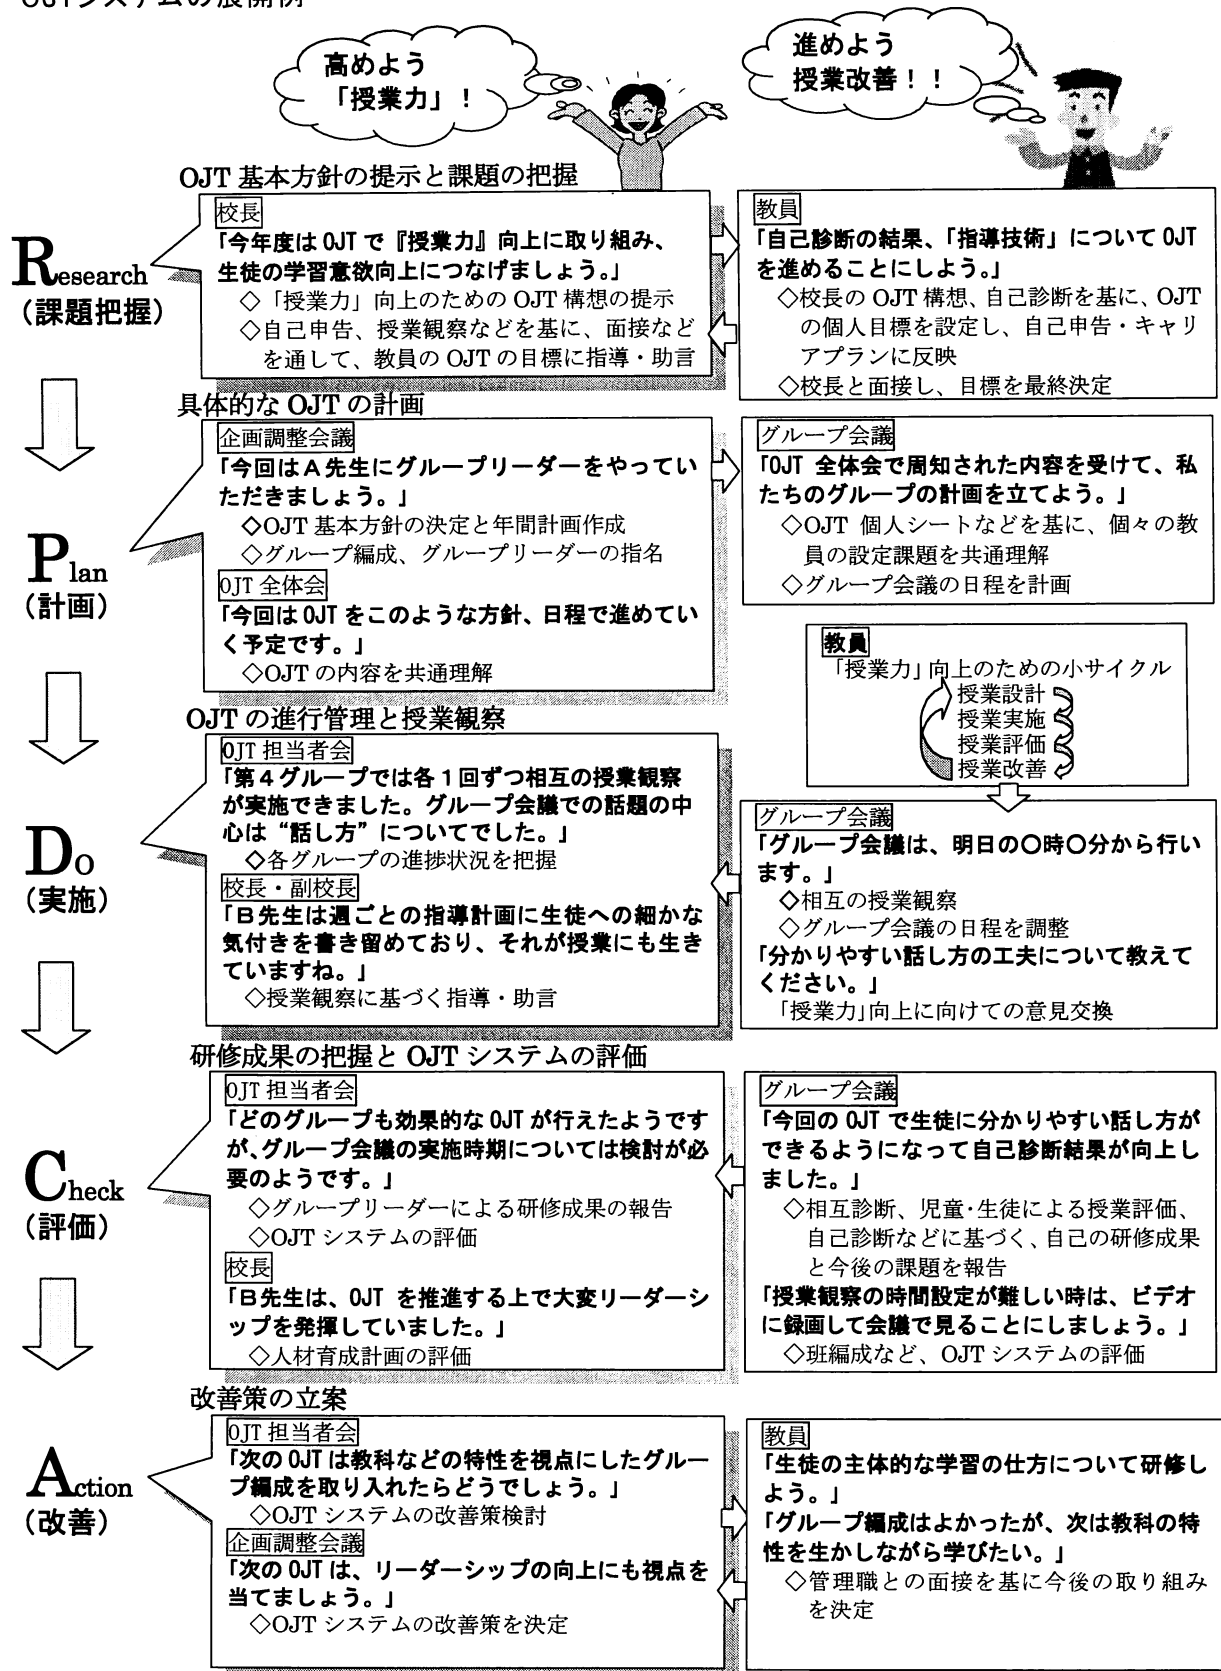 OJTシステムの展開例
高めよう
「授業力」！
進めよう
授業改善！！
OJT 基本方針の提示と課題の把握
Research
（課題把握）
校長
「今年度は OJT で『授業力』向上に取り組み、
生徒の学習意欲向上につなげましょう。」
◇「授業力」向上のための OJT 構想の提示
◇自己申告、授業観察などを基に、面接など
を通して、教員の OJT の目標に指導・助言
教員
「自己診断の結果、「指導技術」について OJT
を進めることにしよう。」
◇校長の OJT 構想、自己診断を基に、OJT
の個人目標を設定し、自己申告・キャリ
アプランに反映
◇校長と面接し、目標を最終決定
具体的な OJT の計画
Plan
（計画）
企画調整会議
「今回はA先生にグループリーダーをやってい
ただきましょう。」
◇OJT 基本方針の決定と年間計画作成
◇グループ編成、グループリーダーの指名
OJT 全体会
「今回は OJT をこのような方針、日程で進めてい
く予定です。」
◇OJT の内容を共通理解
グループ会議
「OJT 全体会で周知された内容を受けて、私
たちのグループの計画を立てよう。」
◇OJT 個人シートなどを基に、個々の教
員の設定課題を共通理解
◇グループ会議の日程を計画
教員
「授業力」向上のための小サイクル
授業設計
授業実施
授業評価
授業改善
OJT の進行管理と授業観察
Do
（実施）
OJT 担当者会
「第4グループでは各1回ずつ相互の授業観察
が実施できました。グループ会議での話題の中
心は“話し方”についてでした。」
◇各グループの進捗状況を把握
校長・副校長
「B先生は週ごとの指導計画に生徒への細かな
気付きを書き留めており、それが授業にも生き
ていますね。」
◇授業観察に基づく指導・助言
グループ会議
「グループ会議は、明日の○時○分から行い
ます。」
◇相互の授業観察
◇グループ会議の日程を調整
「分かりやすい話し方の工夫について教えて
ください。」
「授業力」向上に向けての意見交換
研修成果の把握と OJT システムの評価
Check
（評価）
OJT 担当者会
「どのグループも効果的な OJT が行えたようです
が、グループ会議の実施時期については検討が必
要のようです。」
◇グループリーダーによる研修成果の報告
◇OJT システムの評価
校長
「B先生は、OJT を推進する上で大変リーダーシ
ップを発揮していました。」
◇人材育成計画の評価
グループ会議
「今回の OJT で生徒に分かりやすい話し方が
できるようになって自己診断結果が向上し
ました。」
◇相互診断、児童・生徒による授業評価、
自己診断などに基づく、自己の研修成果
と今後の課題を報告
「授業観察の時間設定が難しい時は、ビデオ
に録画して会議で見ることにしましょう。」
◇班編成など、OJT システムの評価
改善策の立案
Action
（改善）
OJT 担当者会
「次の OJT は教科などの特性を視点にしたグルー
プ編成を取り入れたらどうでしょう。」
◇OJT システムの改善策検討
企画調整会議
「次の OJT は、リーダーシップの向上にも視点を
当てましょう。」
◇OJT システムの改善策を決定
教員
「生徒の主体的な学習の仕方について研修し
よう。」
「グループ編成はよかったが、次は教科の特
性を生かしながら学びたい。」
◇管理職との面接を基に今後の取り組み
を決定